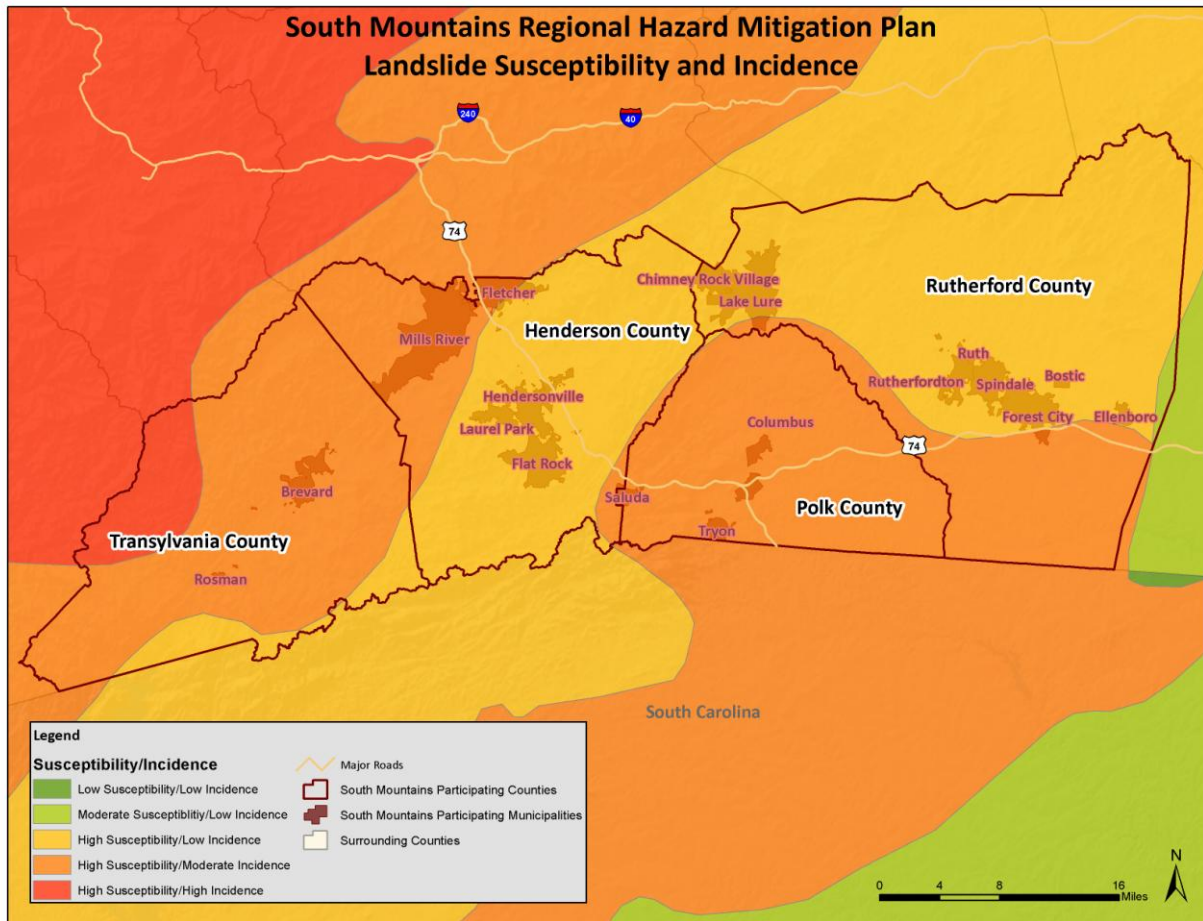 South Mountains Regional Hazard Mitigation Plan
Landslide Susceptibility and Incidence
240
40
74
Fletcher
Chimney Rock Village
Lake Lure
Rutherford County
Henderson County
Mills River
Ruth
Rutherfordton
Spindale
Bostic
Hendersonville
Forest City
Ellenboro
Laurel Park
Columbus
74
Flat Rock
Brevard
Saluda
Polk County
Tryon
Transylvania County
Rosman
South Carolina
Legend
Susceptibility/Incidence
Low Susceptibility/Low Incidence
Moderate Susceptiblitiy/Low Incidence
High Susceptibility/Low Incidence
High Susceptibility/Moderate Incidence
High Susceptibility/High Incidence
Major Roads
South Mountains Participating Counties
South Mountains Participating Municipalities
Surrounding Counties
N
0 4 8 16
Miles